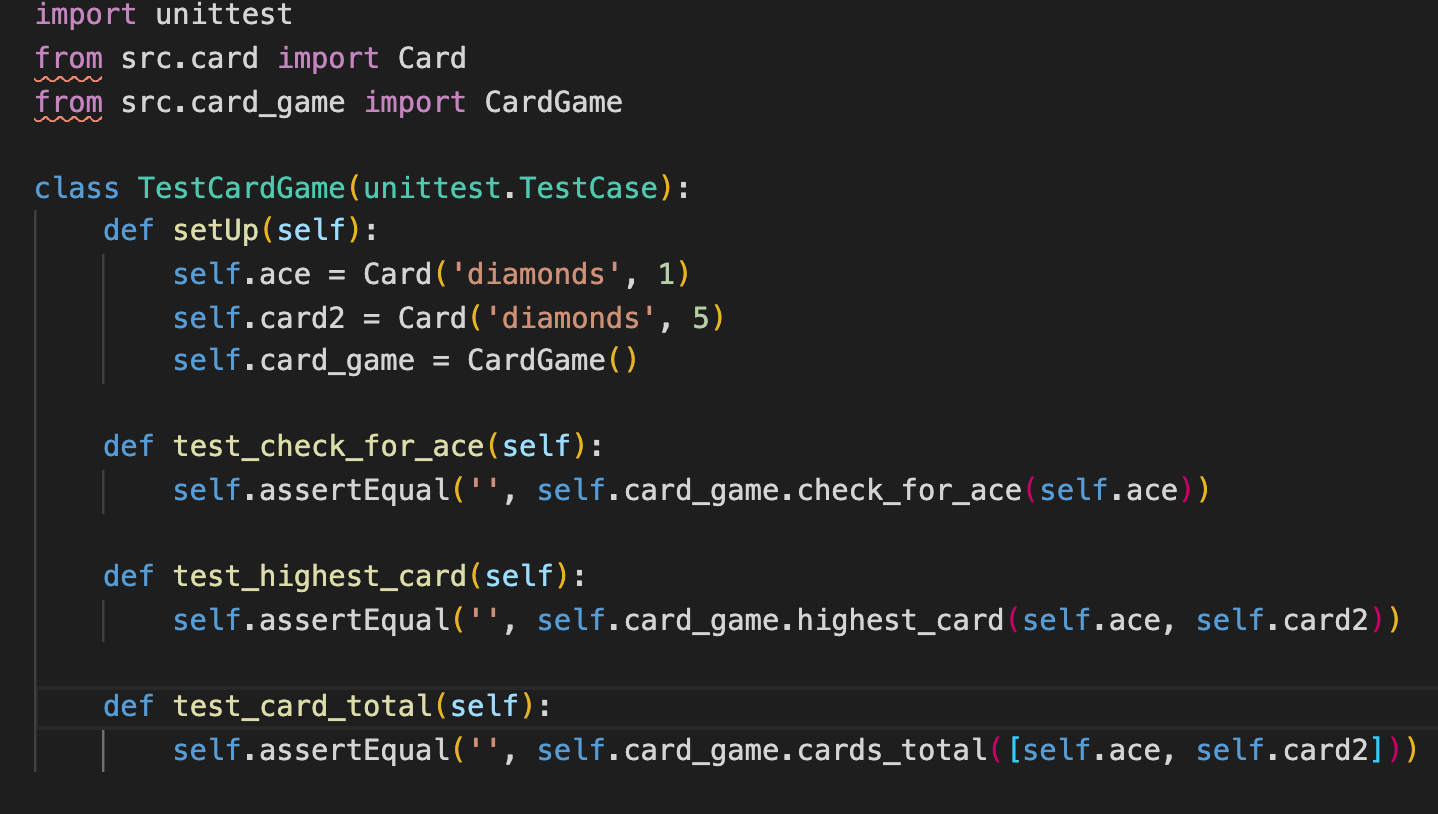 import unittest
from src.card import Card
from src.card_game import CardGame
class TestCardGame(unittest.TestCase):
def setUp(self):
self.ace = Card('diamonds', 1)
self.card2 = Card('diamonds', 5)
self.card_game = CardGame()
def test_check_for_ace(self):
self.assertEqual('', self.card_game.check_for_ace(self.ace))
def test_highest_card(self):
self.assertEqual('', self.card_game.highest_card(self.ace, self.card2))
def test_card_total(self):
self.assertEqual('', self.card_game.cards_total([self.ace, self.card2]))